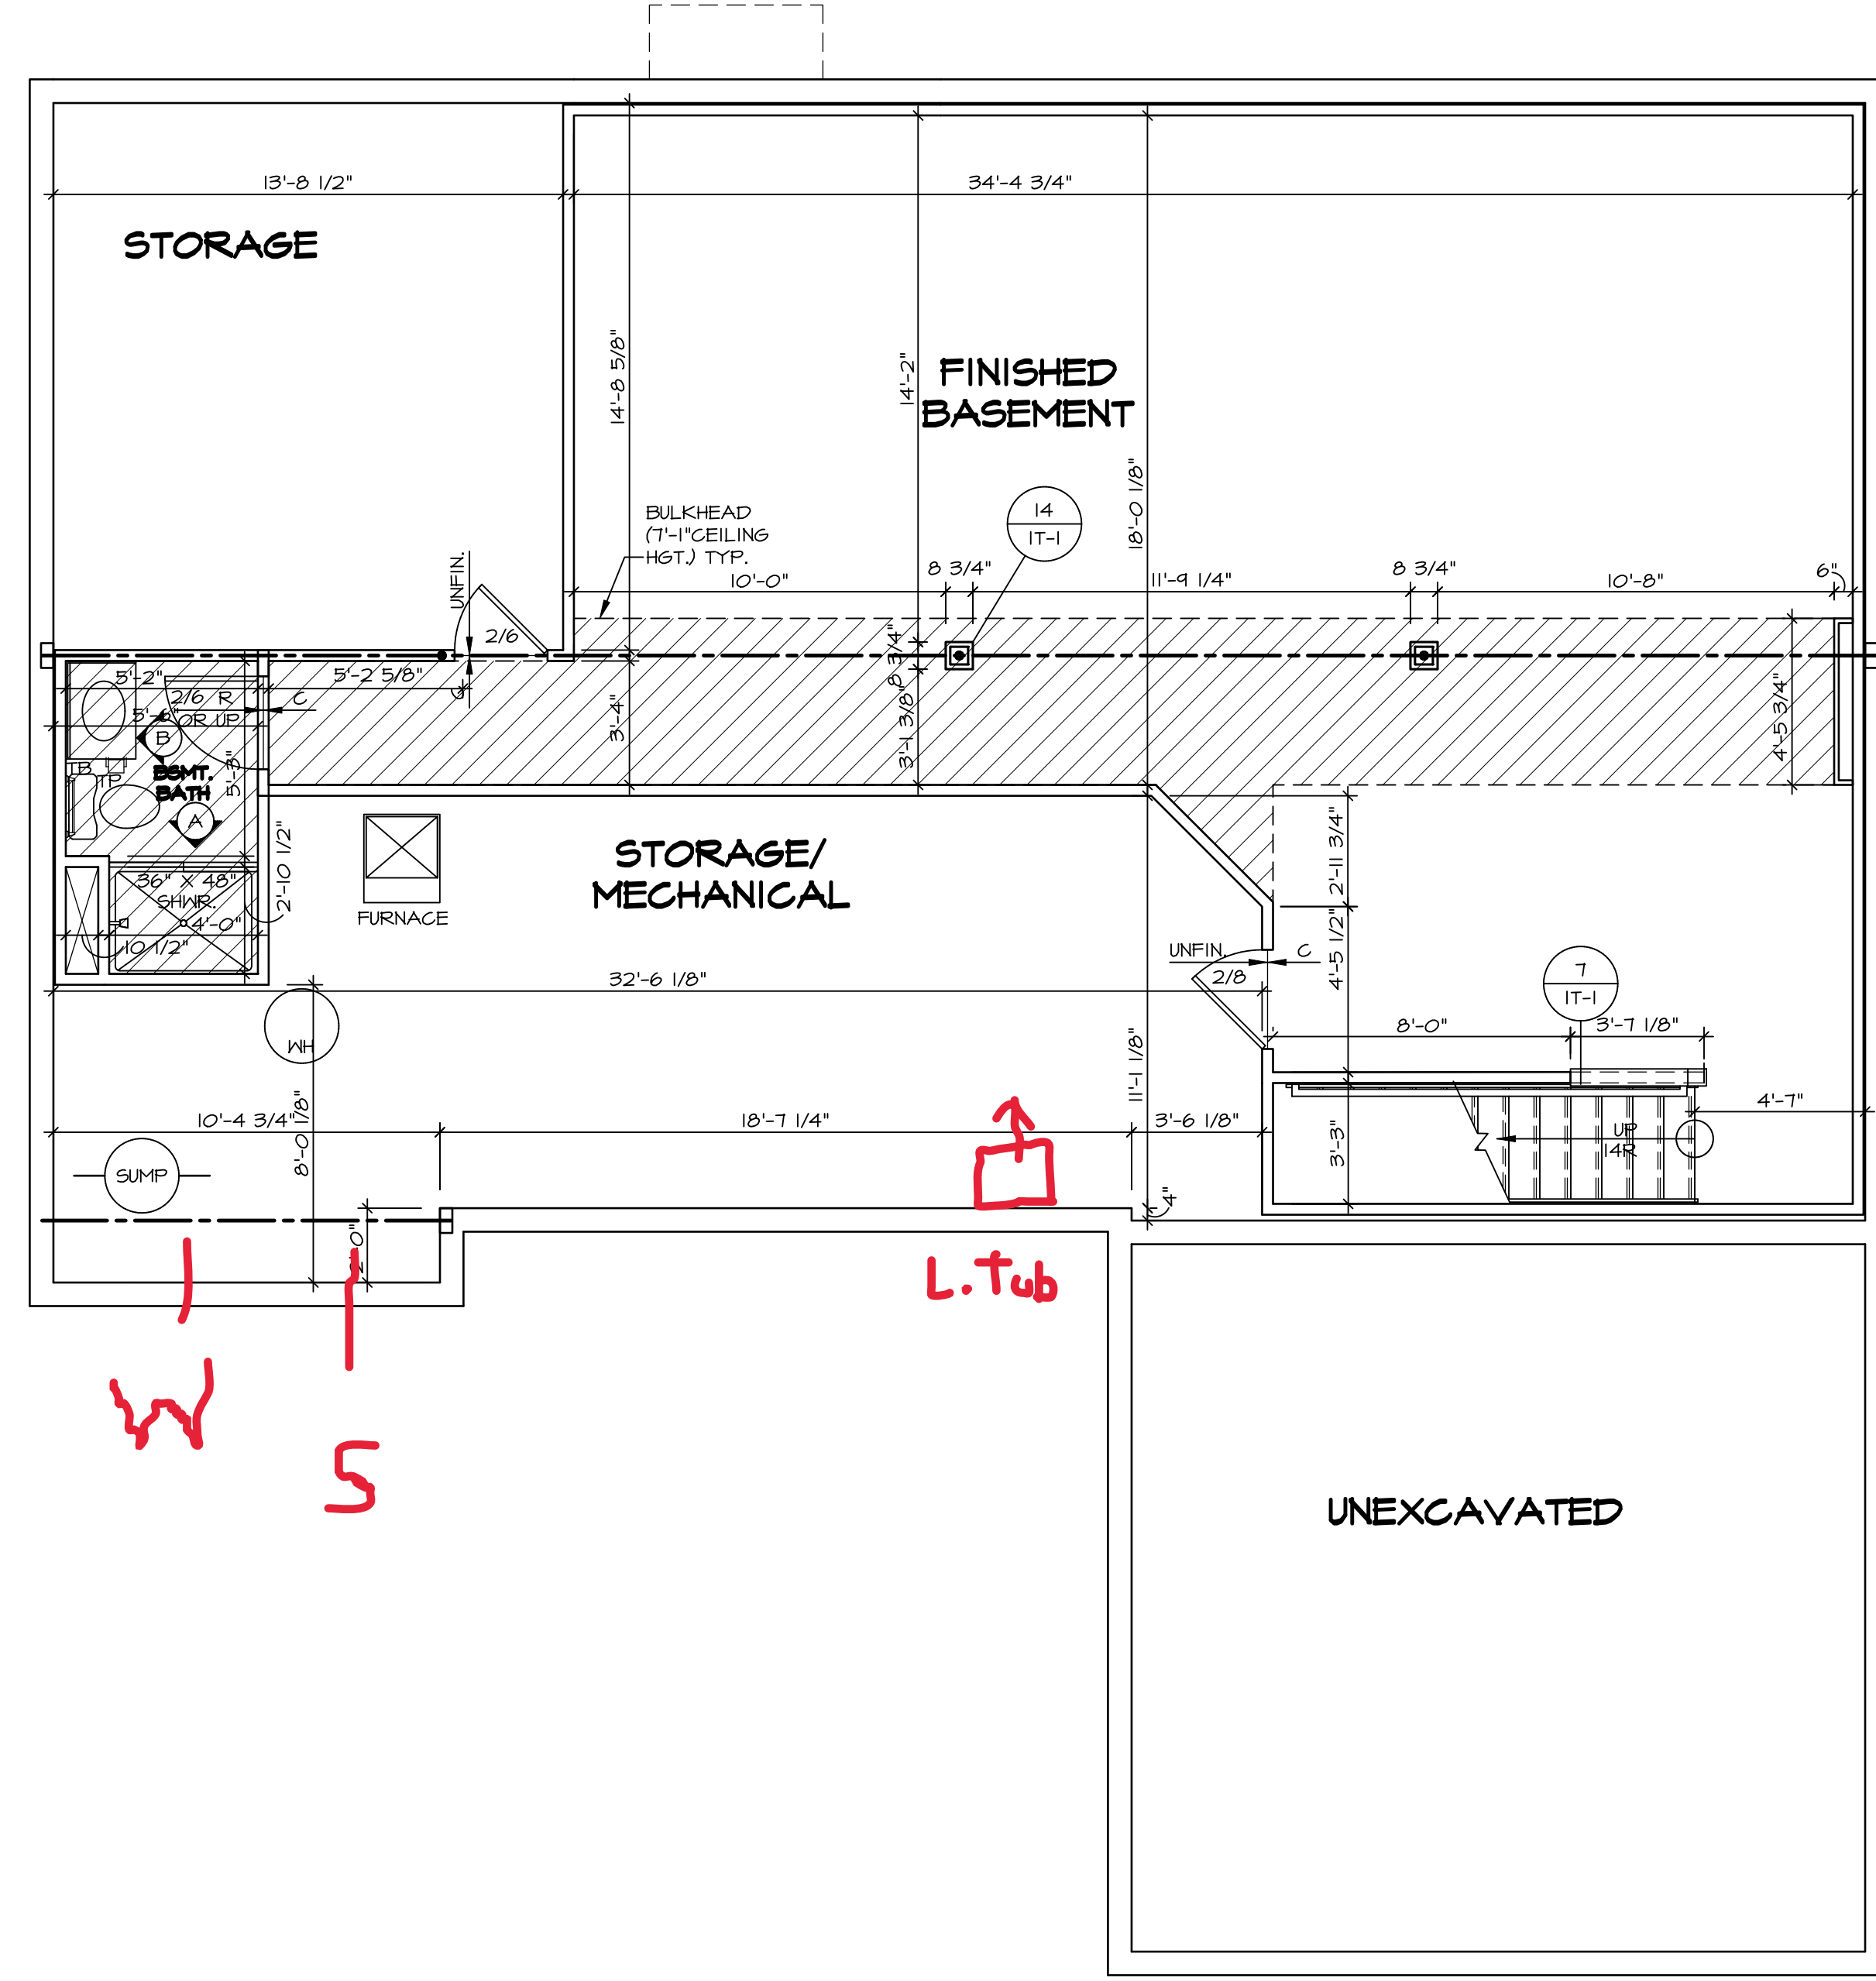 13'-8 1/2"
34'-4 3/4"
STORAGE
14'-8 5/8"
14'-2"
FINISHED
BASEMENT
18'-0 1/8"
BULKHEAD
(7'-1"CEILING
HGT.) TYP.
14
1T-1
UNFIN.
2/6
10'-0"
8 3/4"
11'-9 1/4"
8 3/4"
10'-8"
6"
8 3/4"
5'-2"
5'-2 5/8"
2/6 R
C
5'-6"
OR UP
B
3'-4"
3'-1 3/8"
4'-5 3/4"
TB
TP
BSMT.
BATH
5'-3"
A
2'-10 1/2"
36" X 48"
SHWR.
4'-0"
10 1/2"
FURNACE
STORAGE/
MECHANICAL
2'-11 3/4"
4'-5 1/2"
UNFIN.
C
2/8
32'-6 1/8"
7
1T-1
8'-0"
3'-7 1/8"
WH
11'-1 1/8"
10'-4 3/4"
8'-0 1/8"
18'-7 1/4"
3'-6 1/8"
4'-7"
3'-3"
UP
14R
SUMP
4"
2'-0"
L. Tub
W
S
UNEXCAVATED